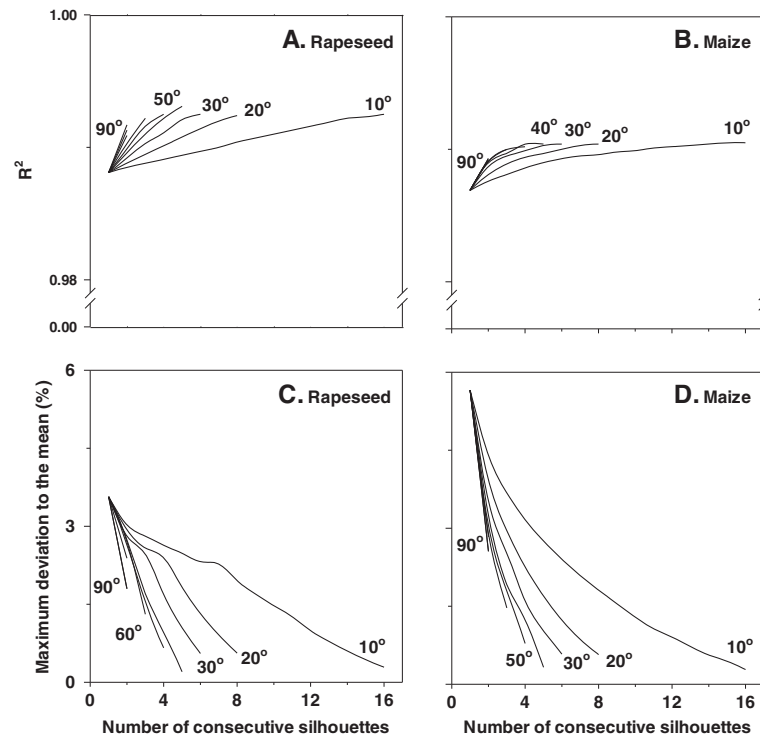 1.00
A. Rapeseed
B. Maize
50°
30°
20°
10°
90°
40°
30°
20°
10°
90°
R²
0.98
0.00
6
C. Rapeseed
D. Maize
Maximum deviation to the mean (%)
3
90°
60°
30°
20°
10°
90°
50°
30°
20°
10°
0
0 4 8 12 16
0 4 8 12 16
Number of consecutive silhouettes
Number of consecutive silhouettes